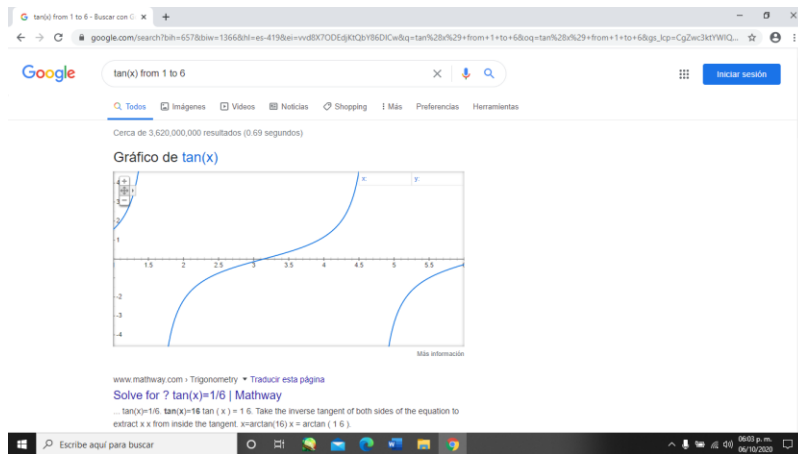 tan(x) from 1 to 6 - Buscar con G
google.com/search?bih=657&biw=1366&hl=es-419&ei=vvd8X7ODEdjKtQbY86DICw&q=tan%28x%29+from+1+to+6&oq=tan%28x%29+from+1+to+6&gs_lcp=CgZwc3ktYWIQ...
Google
tan(x) from 1 to 6
Iniciar sesión
Todos Imágenes Videos Noticias Shopping Más Preferencias Herramientas
Cerca de 3,620,000,000 resultados (0.69 segundos)
Gráfico de tan(x)
x: y:
2
1
1.5 2 2.5 3 3.5 4 4.5 5 5.5
-2
-3
-4
Más información
www.mathway.com › Trigonometry Traducir esta página
Solve for ? tan(x)=1/6 | Mathway
... tan(x)=1/6. tan(x)=16 tan ( x ) = 1 6. Take the inverse tangent of both sides of the equation to
extract x x from inside the tangent. x=arctan(16) x = arctan ( 1 6 ).
Escribe aquí para buscar
06:03 p. m.
06/10/2020